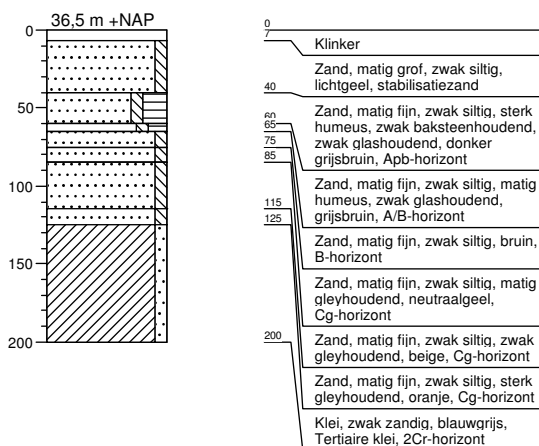 36,5 m +NAP
0
50
100
150
200
0
7
Klinker
Zand, matig grof, zwak siltig,
lichtgeel, stabilisatiezand
40
Zand, matig fijn, zwak siltig, sterk
humeus, zwak baksteenhoudend,
zwak glashoudend, donker
grijsbruin, Apb-horizont
60
Zand, matig fijn, zwak siltig, matig
humeus, zwak glashoudend,
grijsbruin, A/B-horizont
65
Zand, matig fijn, zwak siltig, bruin,
B-horizont
75
Zand, matig fijn, zwak siltig, matig
gleyhoudend, neutraalgeel,
Cg-horizont
85
Zand, matig fijn, zwak siltig, zwak
gleyhoudend, beige, Cg-horizont
115
Zand, matig fijn, zwak siltig, sterk
gleyhoudend, oranje, Cg-horizont
125
Klei, zwak zandig, blauwgrijs,
Tertiaire klei, 2Cr-horizont
200